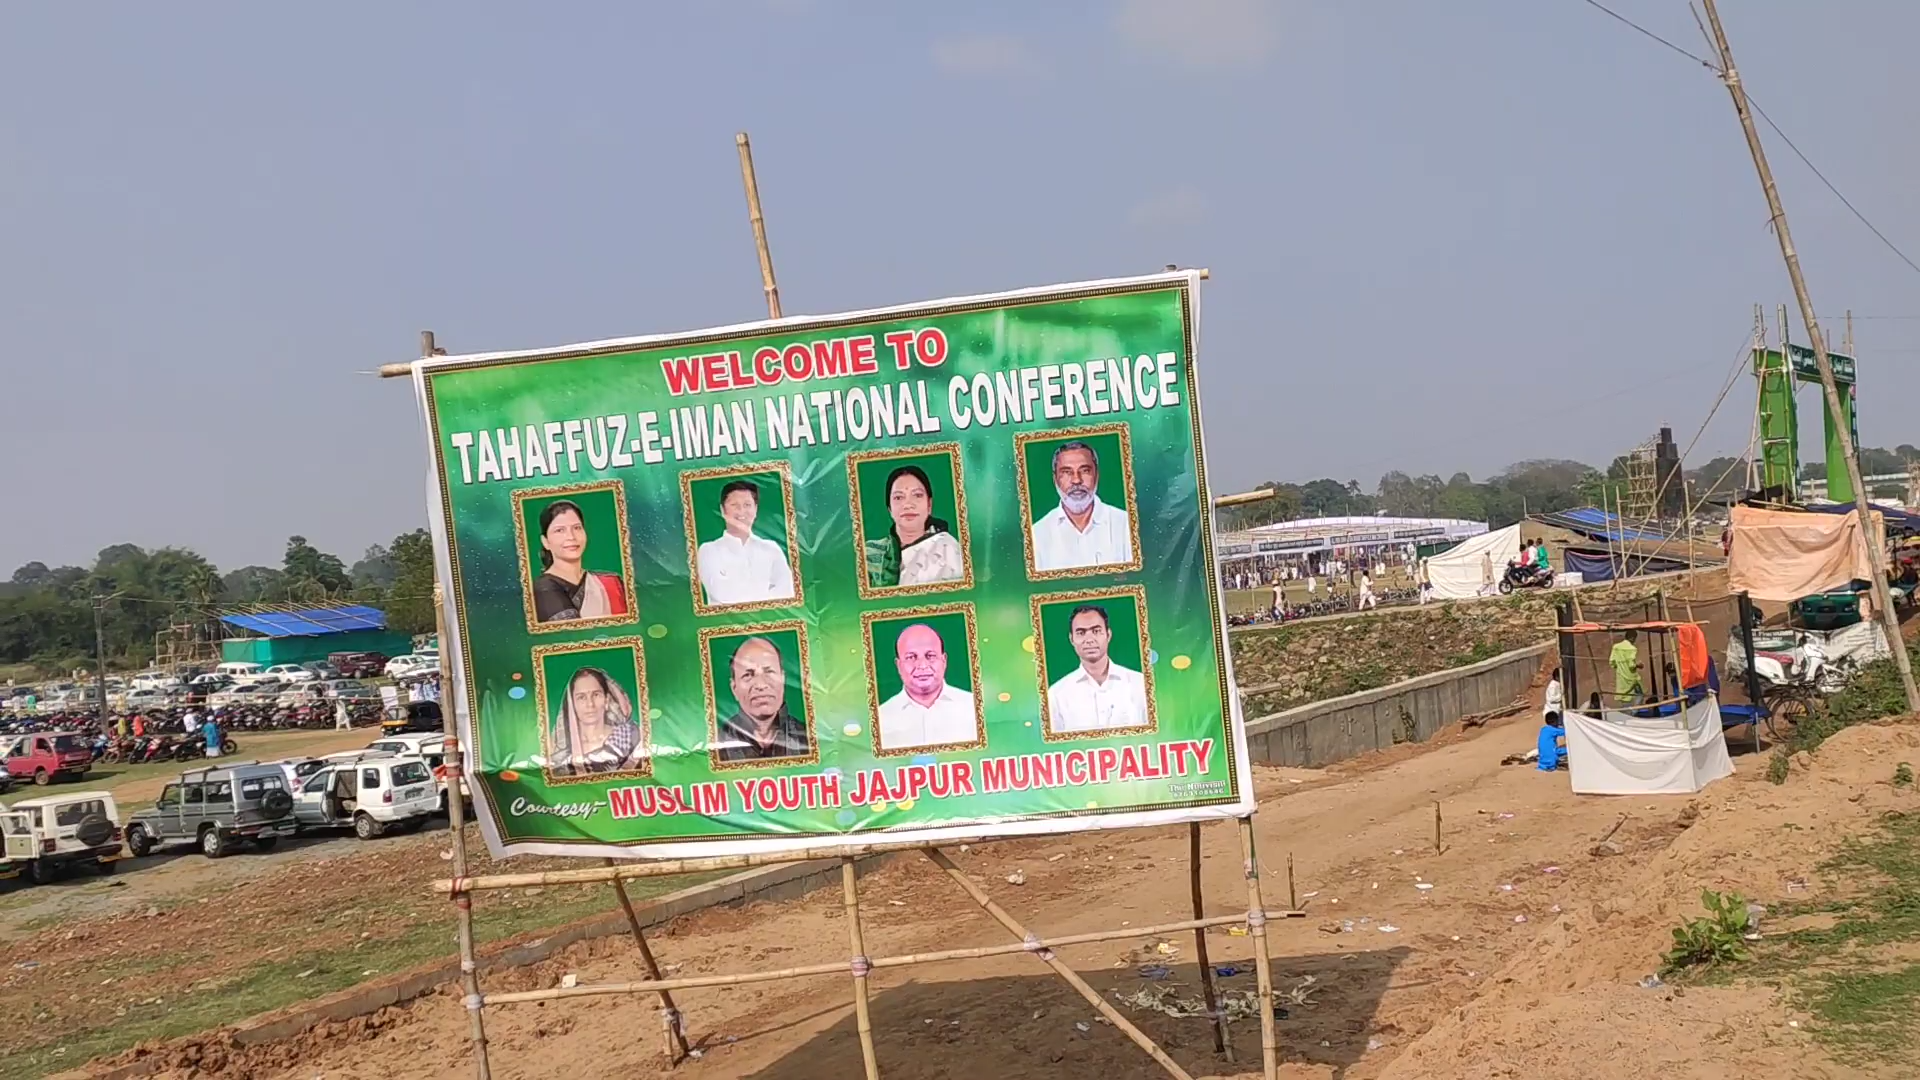 WELCOME TO
TAHAFFUZ-E-IMAN NATIONAL CONFERENCE
Courtesy:- MUSLIM YOUTH JAJPUR MUNICIPALITY